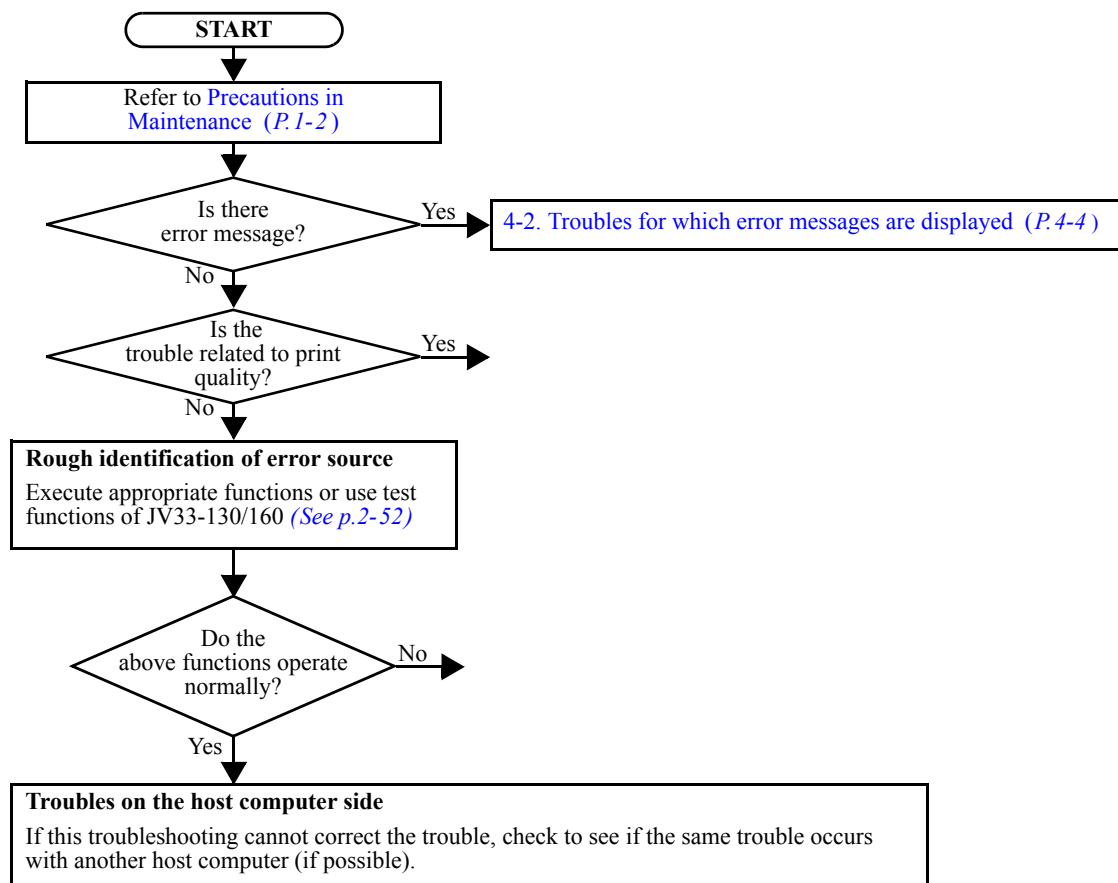 START
Refer to Precautions in
Maintenance (P.1-2)
Is there
error message?
Yes
4-2. Troubles for which error messages are displayed (P.4-4 )
No
Is the
trouble related to print
quality?
Yes
No
Rough identification of error source
Execute appropriate functions or use test
functions of JV33-130/160 (See p.2-52)
Do the
above functions operate
normally?
No
Yes
Troubles on the host computer side
If this troubleshooting cannot correct the trouble, check to see if the same trouble occurs
with another host computer (if possible).